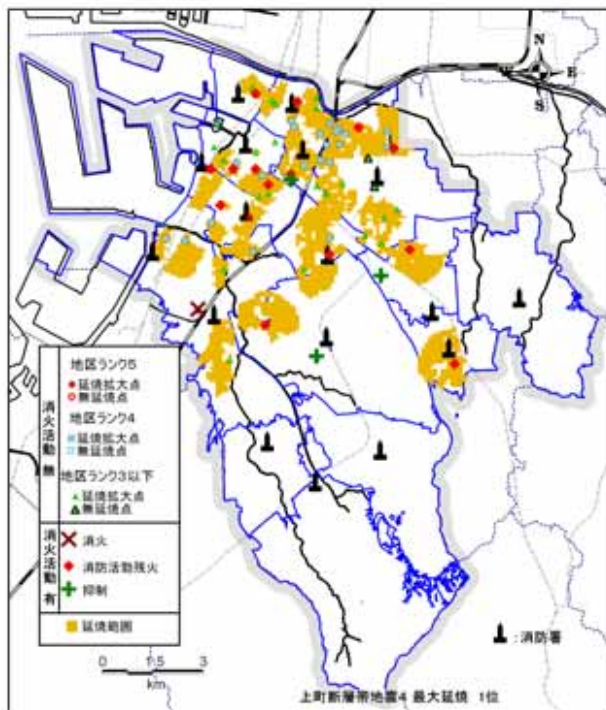 N
W E
S
消火活動 無
地区ランク5
延焼拡大点
無延焼点
地区ランク4
延焼拡大点
無延焼点
地区ランク3以下
延焼拡大点
無延焼点
消火活動 有
消火
消防活動残火
抑制
延焼範囲
0 1.5 3
km
:消防署
上町断層帯地震4 最大延焼 1位